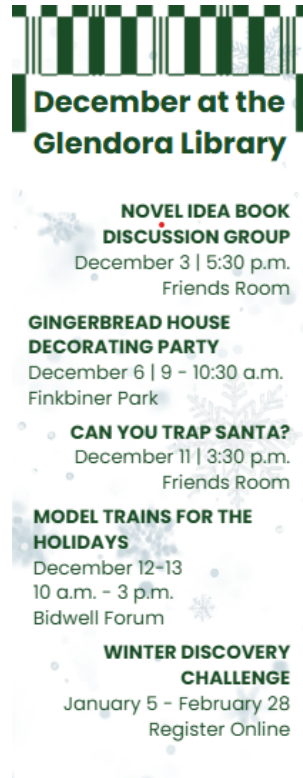 December at the
Glendora Library
NOVEL IDEA BOOK
DISCUSSION GROUP
December 3 | 5:30 p.m.
Friends Room
GINGERBREAD HOUSE
DECORATING PARTY
December 6 | 9 - 10:30 a.m.
Finkbiner Park
CAN YOU TRAP SANTA?
December 11 | 3:30 p.m.
Friends Room
MODEL TRAINS FOR THE
HOLIDAYS
December 12-13
10 a.m. - 3 p.m.
Bidwell Forum
WINTER DISCOVERY
CHALLENGE
January 5 - February 28
Register Online